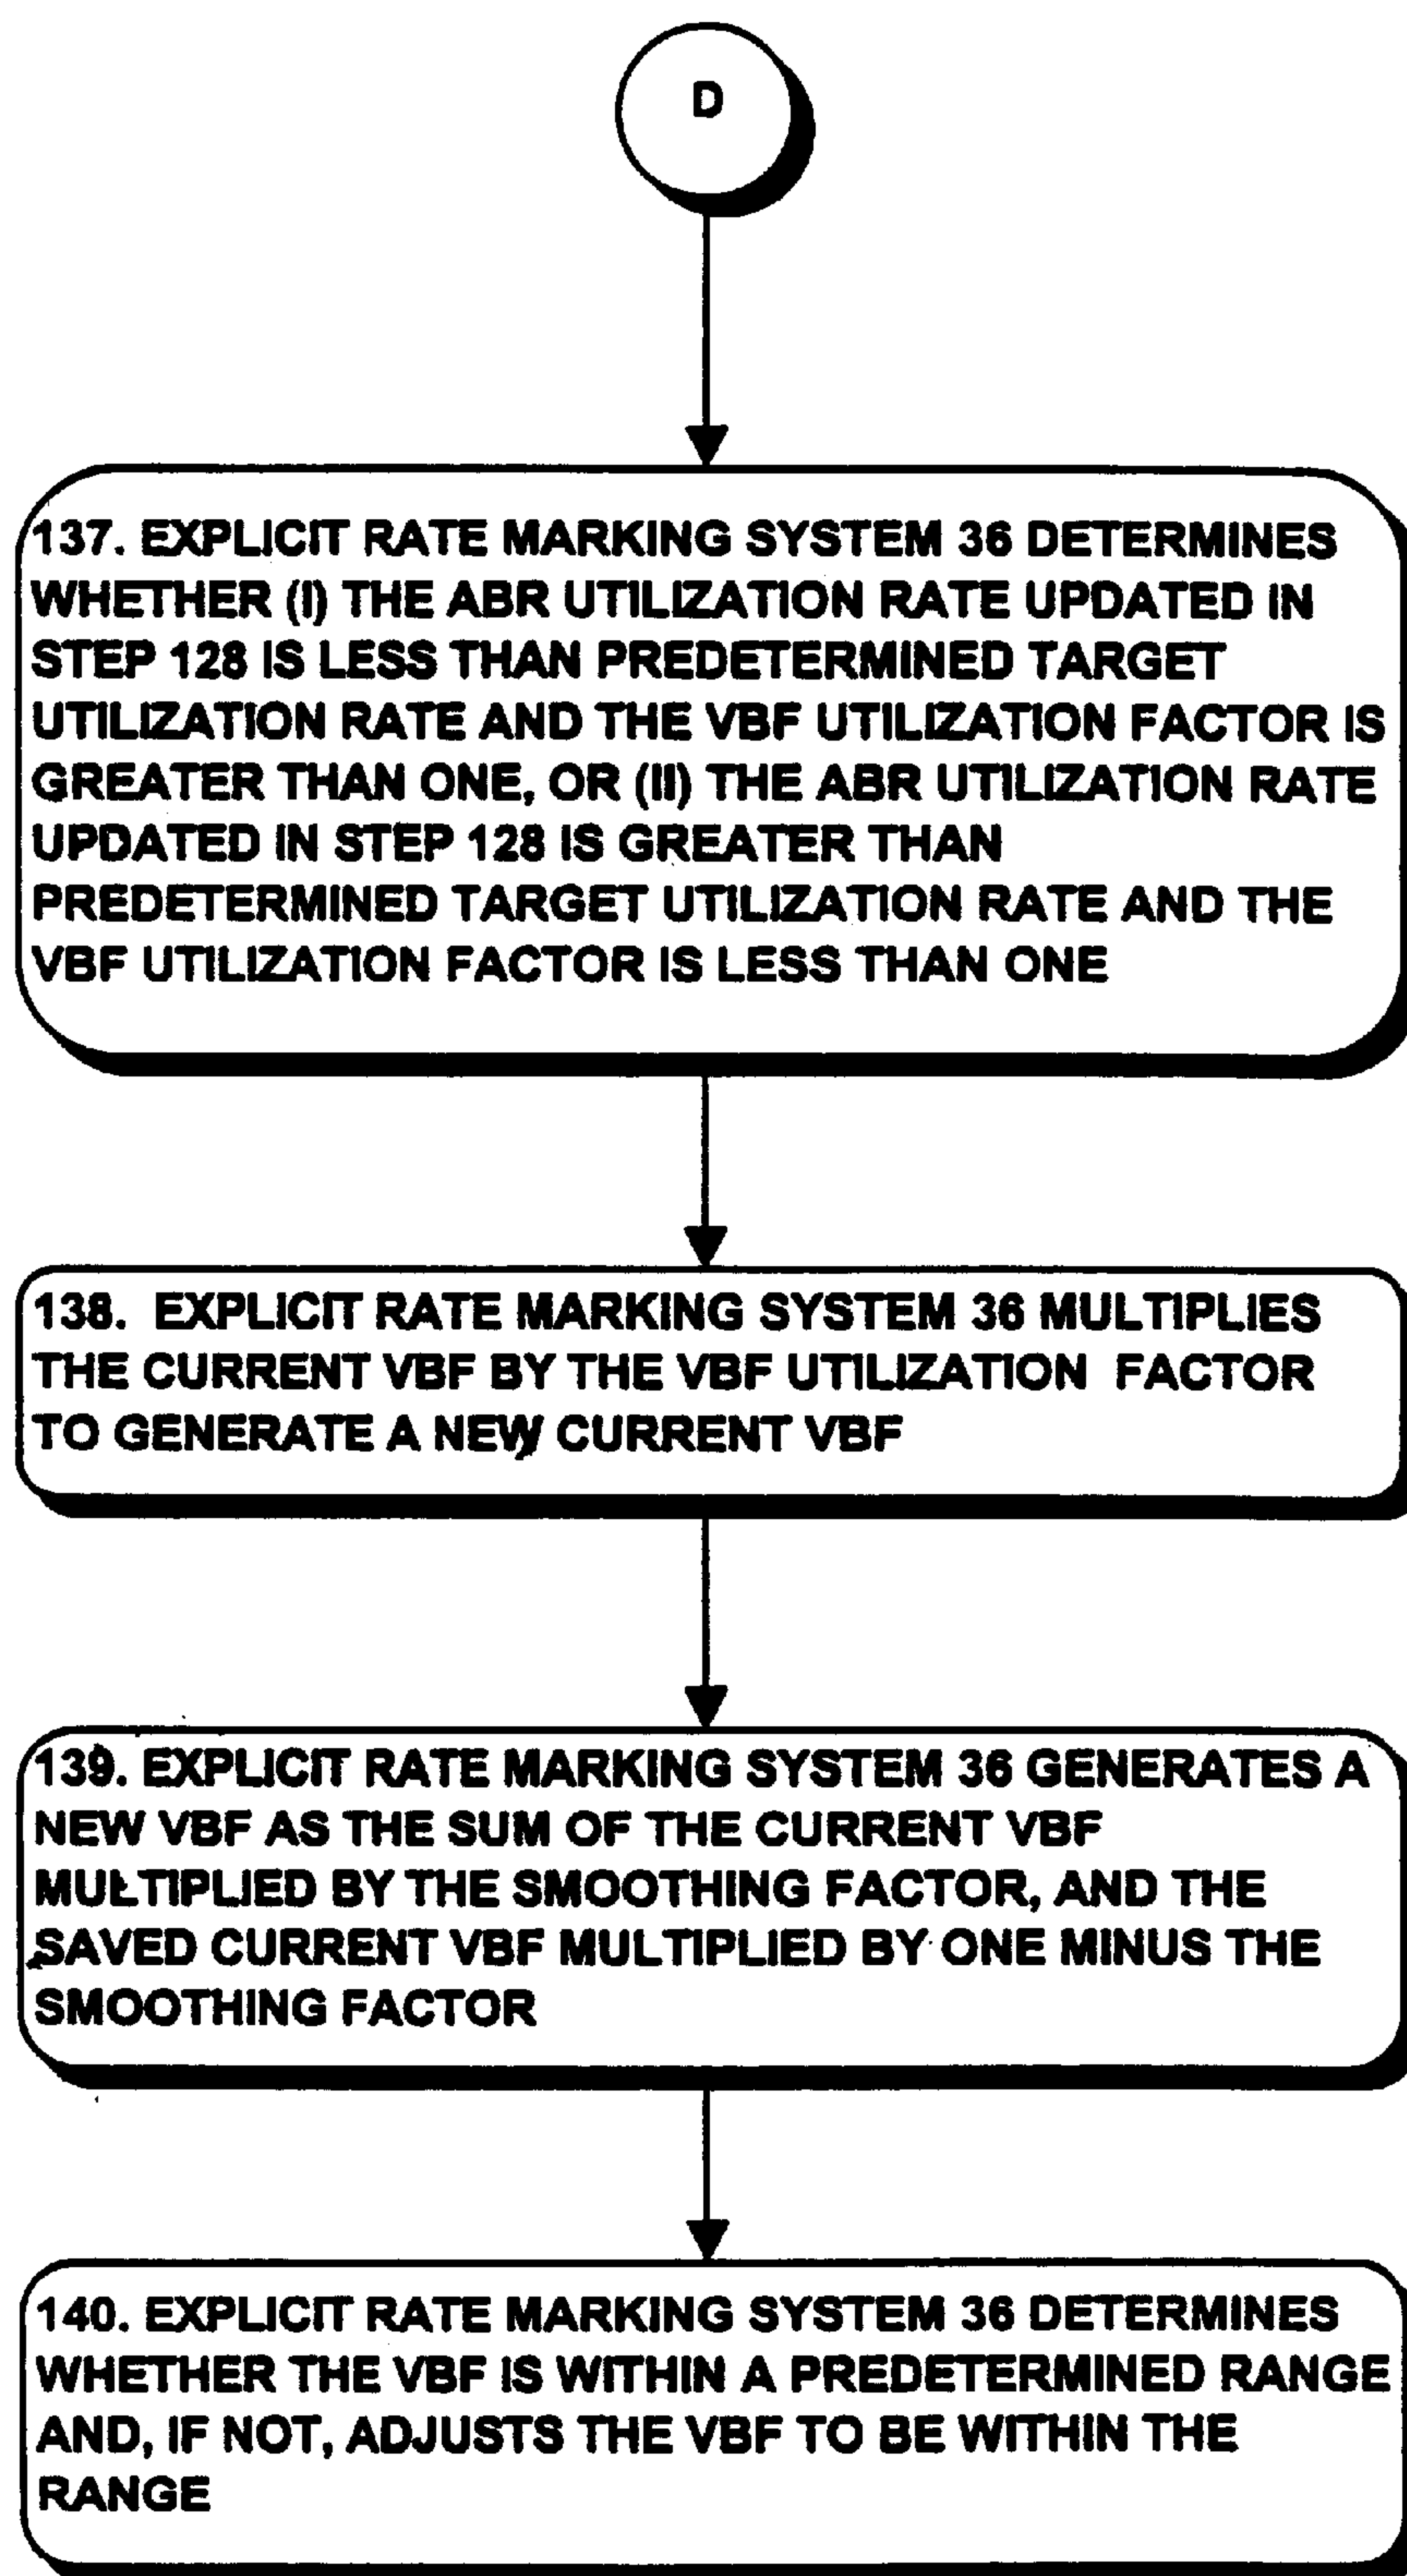 D
137. EXPLICIT RATE MARKING SYSTEM 36 DETERMINES
WHETHER (I) THE ABR UTILIZATION RATE UPDATED IN
STEP 128 IS LESS THAN PREDETERMINED TARGET
UTILIZATION RATE AND THE VBF UTILIZATION FACTOR IS
GREATER THAN ONE, OR (II) THE ABR UTILIZATION RATE
UPDATED IN STEP 128 IS GREATER THAN
PREDETERMINED TARGET UTILIZATION RATE AND THE
VBF UTILIZATION FACTOR IS LESS THAN ONE
138. EXPLICIT RATE MARKING SYSTEM 36 MULTIPLIES
THE CURRENT VBF BY THE VBF UTILIZATION FACTOR
TO GENERATE A NEW CURRENT VBF
139. EXPLICIT RATE MARKING SYSTEM 36 GENERATES A
NEW VBF AS THE SUM OF THE CURRENT VBF
MULTIPLIED BY THE SMOOTHING FACTOR, AND THE
SAVED CURRENT VBF MULTIPLIED BY ONE MINUS THE
SMOOTHING FACTOR
140. EXPLICIT RATE MARKING SYSTEM 36 DETERMINES
WHETHER THE VBF IS WITHIN A PREDETERMINED RANGE
AND, IF NOT, ADJUSTS THE VBF TO BE WITHIN THE
RANGE